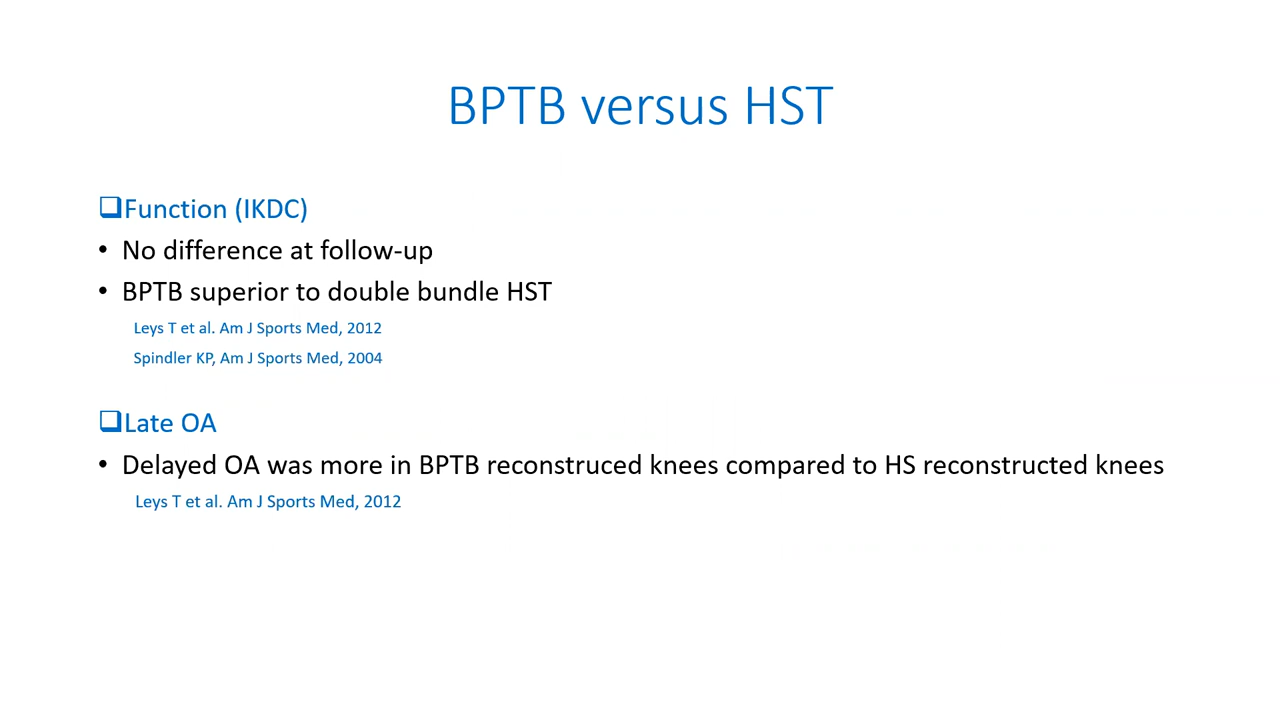 BPTB versus HST
❑Function (IKDC)
• No difference at follow-up
• BPTB superior to double bundle HST
Leys T et al. Am J Sports Med, 2012
Spindler KP, Am J Sports Med, 2004
❑Late OA
• Delayed OA was more in BPTB reconstruced knees compared to HS reconstructed knees
Leys T et al. Am J Sports Med, 2012